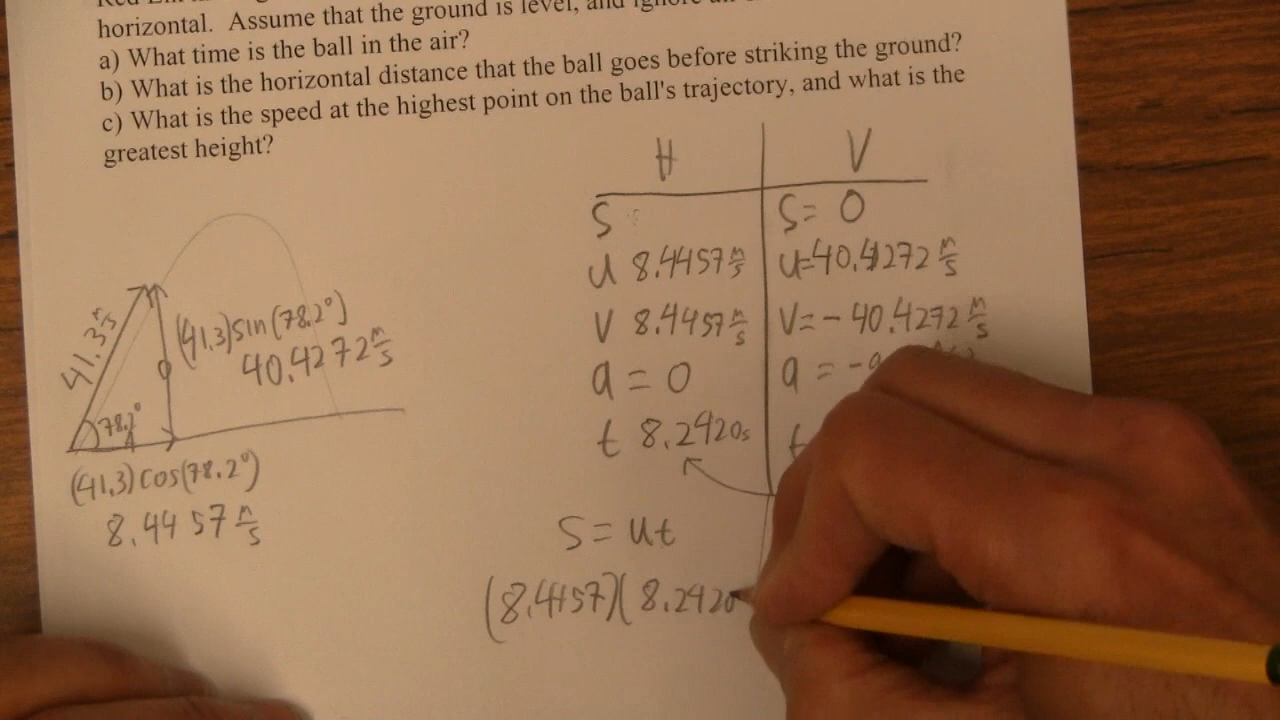 horizontal. Assume that the ground is level, and ignore
a) What time is the ball in the air?
b) What is the horizontal distance that the ball goes before striking the ground?
c) What is the speed at the highest point on the ball's trajectory, and what is the
greatest height?
H V
S S= 0
u 8.4457 m/s u=40.4272 m/s
V 8.4457 m/s V=-40.4272 m/s
a = 0 a = -9
t 8.2420s t
S= ut
(8.4457)(8.2420
41.3 m/s
(41.3)sin(78.2°)
40.4272 m/s
78.2°
(41.3)cos(78.2°)
8.4457 m/s